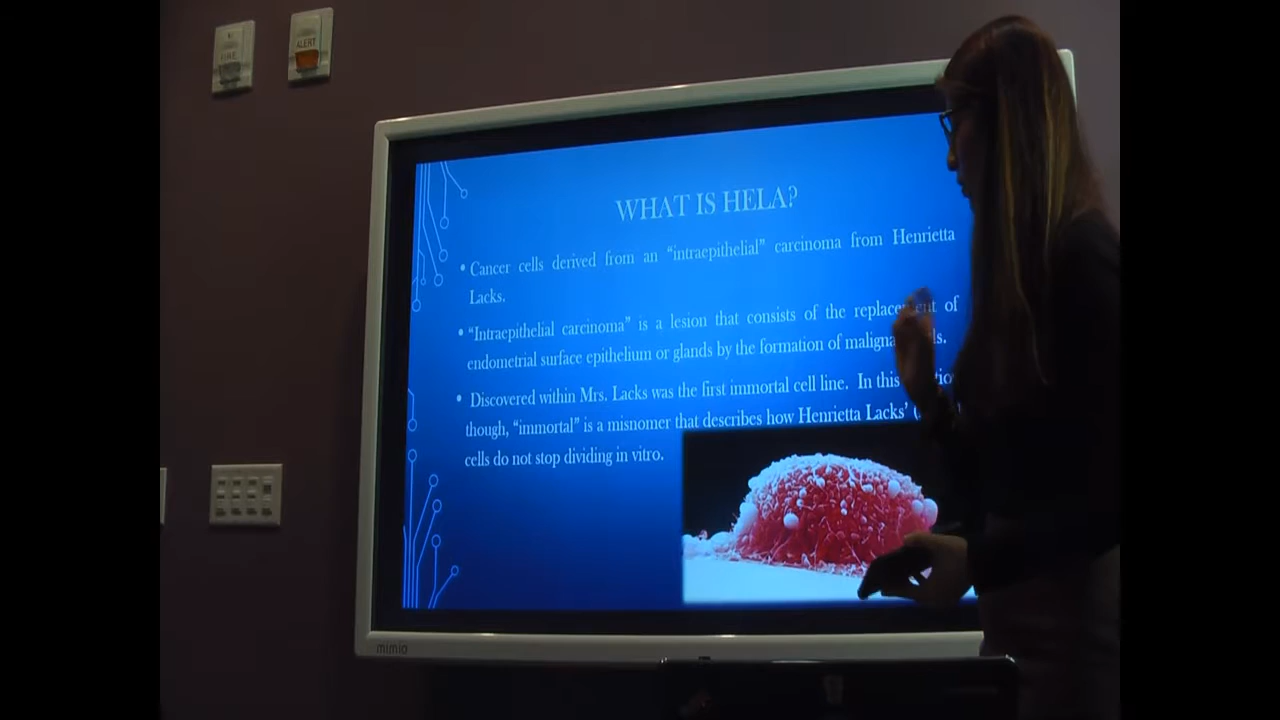 FIRE
ALERT
WHAT IS HELA?
• Cancer cells derived from an “intraepithelial” carcinoma from Henrietta
Lacks.
• “Intraepithelial carcinoma” is a lesion that consists of the replacement of
endometrial surface epithelium or glands by the formation of
• Discovered within Mrs. Lacks was the first immortal cell line. In this
though, “immortal” is a misnomer that describes how Henrietta Lacks’
cells do not stop dividing in vitro.
mimio